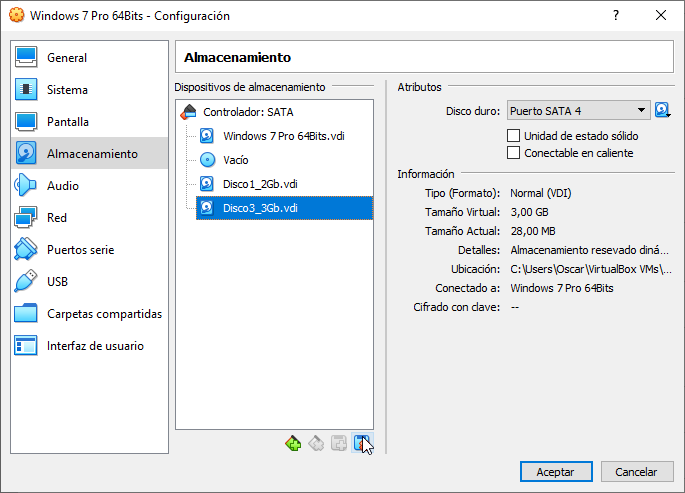 Windows 7 Pro 64Bits - Configuración
?
General
Sistema
Pantalla
Almacenamiento
Audio
Red
Puertos serie
USB
Carpetas compartidas
Interfaz de usuario
Almacenamiento
Dispositivos de almacenamiento
Controlador: SATA
Windows 7 Pro 64Bits.vdi
Vacío
Disco1_2Gb.vdi
Disco3_3Gb.vdi
Atributos
Disco duro: Puerto SATA 4
Unidad de estado sólido
Conectable en caliente
Información
Tipo (Formato): Normal (VDI)
Tamaño Virtual: 3,00 GB
Tamaño Actual: 28,00 MB
Detalles: Almacenamiento resevado diná...
Ubicación: C:\Users\Oscar\VirtualBox VMs\...
Conectado a: Windows 7 Pro 64Bits
Cifrado con clave: --
Aceptar
Cancelar